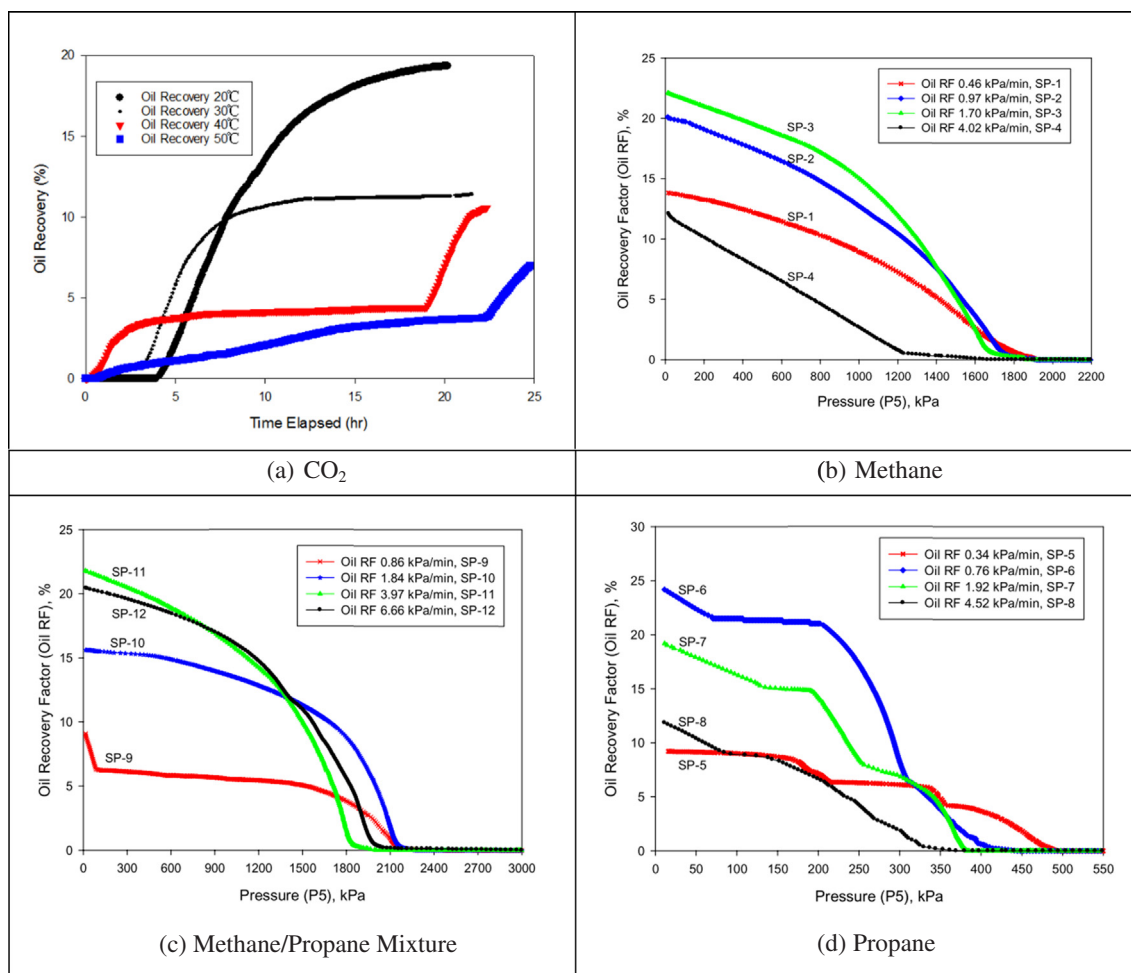 20
15
10
5
0
Oil Recovery (%)
Oil Recovery 20℃
Oil Recovery 30℃
Oil Recovery 40℃
Oil Recovery 50℃
0 5 10 15 20 25
Time Elapsed (hr)
(a) CO₂
25
20
15
10
5
0
Oil Recovery Factor (Oil RF), %
Oil RF 0.46 kPa/min, SP-1
Oil RF 0.97 kPa/min, SP-2
Oil RF 1.70 kPa/min, SP-3
Oil RF 4.02 kPa/min, SP-4
SP-3
SP-2
SP-1
SP-4
0 200 400 600 800 1000 1200 1400 1600 1800 2000 2200
Pressure (P5), kPa
(b) Methane
25
20
15
10
5
0
Oil Recovery Factor (Oil RF), %
Oil RF 0.86 kPa/min, SP-9
Oil RF 1.84 kPa/min, SP-10
Oil RF 3.97 kPa/min, SP-11
Oil RF 6.66 kPa/min, SP-12
SP-11
SP-12
SP-10
SP-9
0 300 600 900 1200 1500 1800 2100 2400 2700 3000
Pressure (P5), kPa
(c) Methane/Propane Mixture
30
25
20
15
10
5
0
Oil Recovery Factor (Oil RF), %
Oil RF 0.34 kPa/min, SP-5
Oil RF 0.76 kPa/min, SP-6
Oil RF 1.92 kPa/min, SP-7
Oil RF 4.52 kPa/min, SP-8
SP-6
SP-7
SP-8
SP-5
0 50 100 150 200 250 300 350 400 450 500 550
Pressure (P5), kPa
(d) Propane